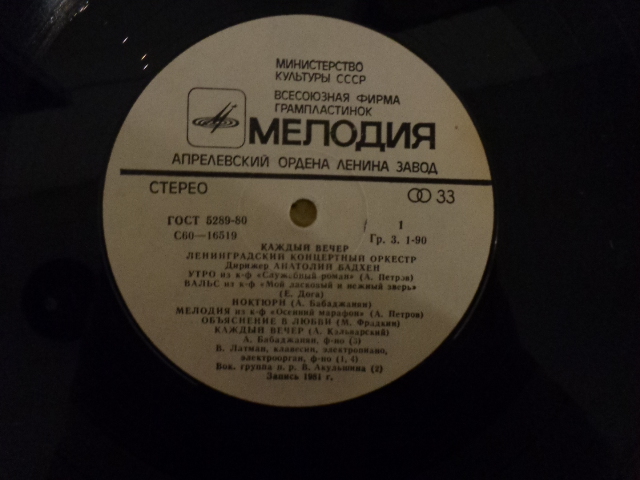 МИНИСТЕРСТВО
КУЛЬТУРЫ СССР
ВСЕСОЮЗНАЯ ФИРМА
ГРАМПЛАСТИНОК
МЕЛОДИЯ
АПРЕЛЕВСКИЙ ОРДЕНА ЛЕНИНА ЗАВОД
СТЕРЕО 33
ГОСТ 5289-80 1
С60—16519 Гр. 3. 1-90
КАЖДЫЙ ВЕЧЕР
ЛЕНИНГРАДСКИЙ КОНЦЕРТНЫЙ ОРКЕСТР
Дирижер АНАТОЛИЙ БАДХЕН
УТРО из к-ф «Служебный роман» (А. Петров)
ВАЛЬС из к-ф «Мой ласковый и нежный зверь»
(Е. Дога)
НОКТЮРН (А. Бабаджанян)
МЕЛОДИЯ из к-ф «Осенний марафон» (А. Петров)
ОБЪЯСНЕНИЕ В ЛЮБВИ (М. Фрадкин)
КАЖДЫЙ ВЕЧЕР (А. Кальварский)
А. Бабаджанян, ф-но (3)
В. Латман, клавесин, электропиано,
электроорган, ф-но (1, 4)
Вок. группа п. р. В. Акульшина (2)
Запись 1981 г.